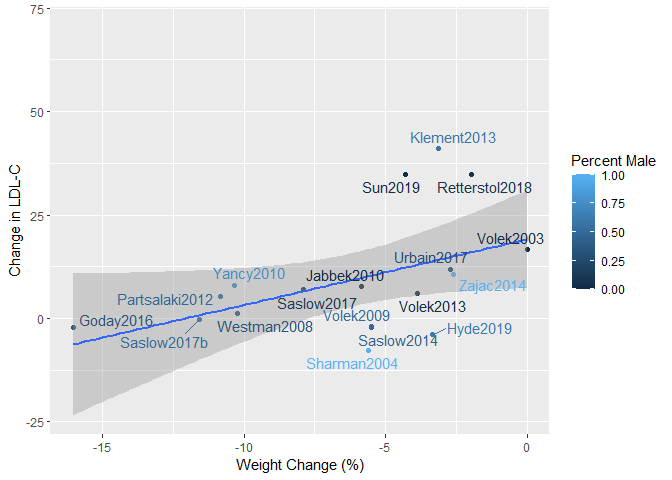 75
50
25
0
-25
Change in LDL-C
-15
-10
-5
0
Weight Change (%)
Klement2013
Sun2019
Retterstol2018
Volek2003
Urbain2017
Yancy2010
Jabbek2010
Zajac2014
Partsalaki2012
Saslow2017
Volek2013
Goday2016
Westman2008
Volek2009
Hyde2019
Saslow2017b
Saslow2014
Sharman2004
Percent Male
1.00
0.75
0.50
0.25
0.00